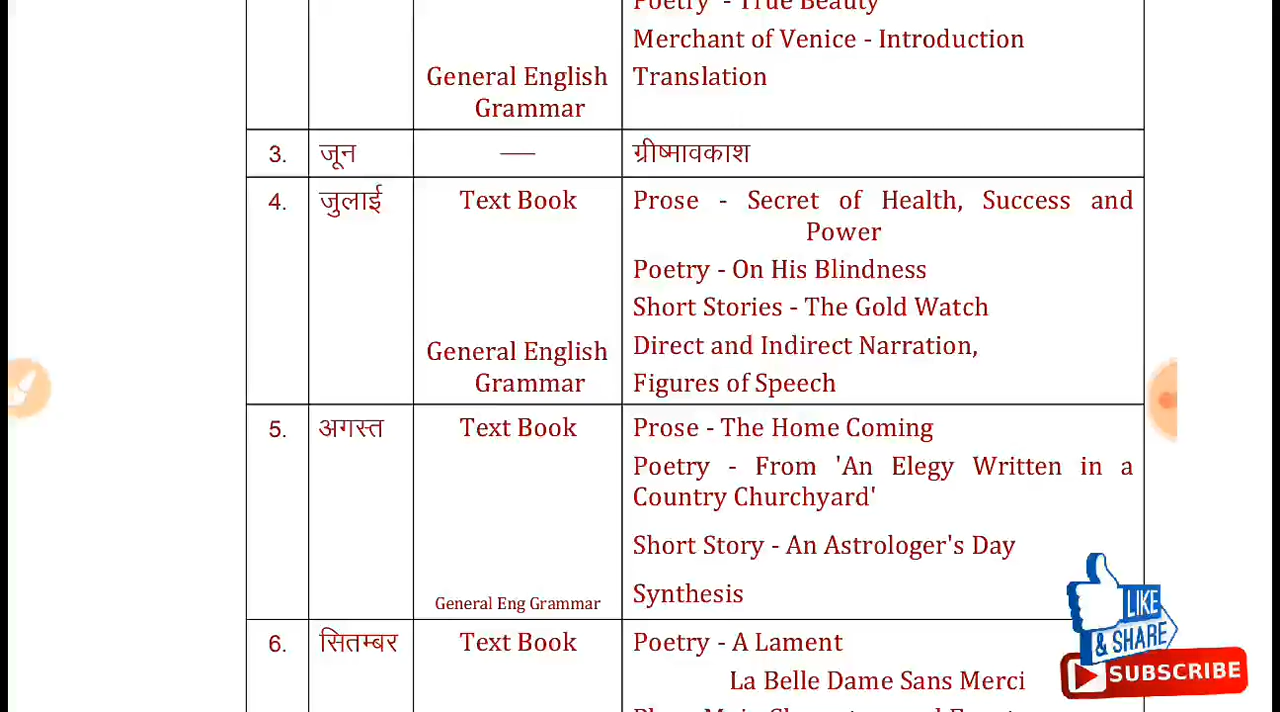 Poetry - True Beauty
Merchant of Venice - Introduction
General English Translation
Grammar
3. जून — ग्रीष्मावकाश
4. जुलाई Text Book Prose - Secret of Health, Success and
Power
Poetry - On His Blindness
Short Stories - The Gold Watch
General English Direct and Indirect Narration,
Grammar Figures of Speech
5. अगस्त Text Book Prose - The Home Coming
Poetry - From 'An Elegy Written in a
Country Churchyard'
Short Story - An Astrologer's Day
General Eng Grammar Synthesis
6. सितम्बर Text Book Poetry - A Lament
La Belle Dame Sans Merci
LIKE
& SHARE
SUBSCRIBE